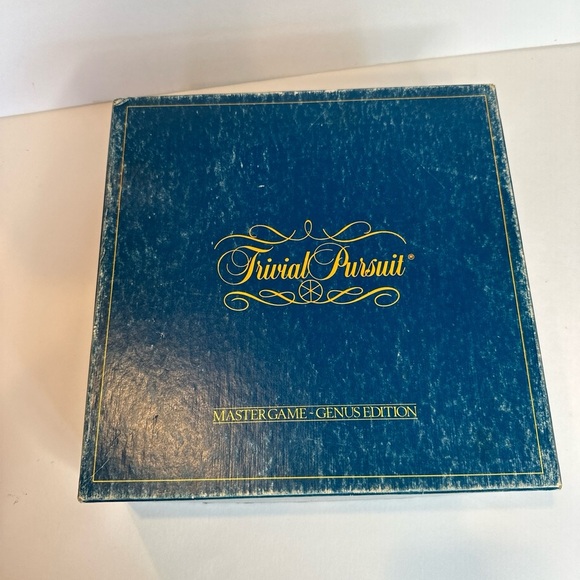 Trivial Pursuit®
MASTER GAME - GENUS EDITION